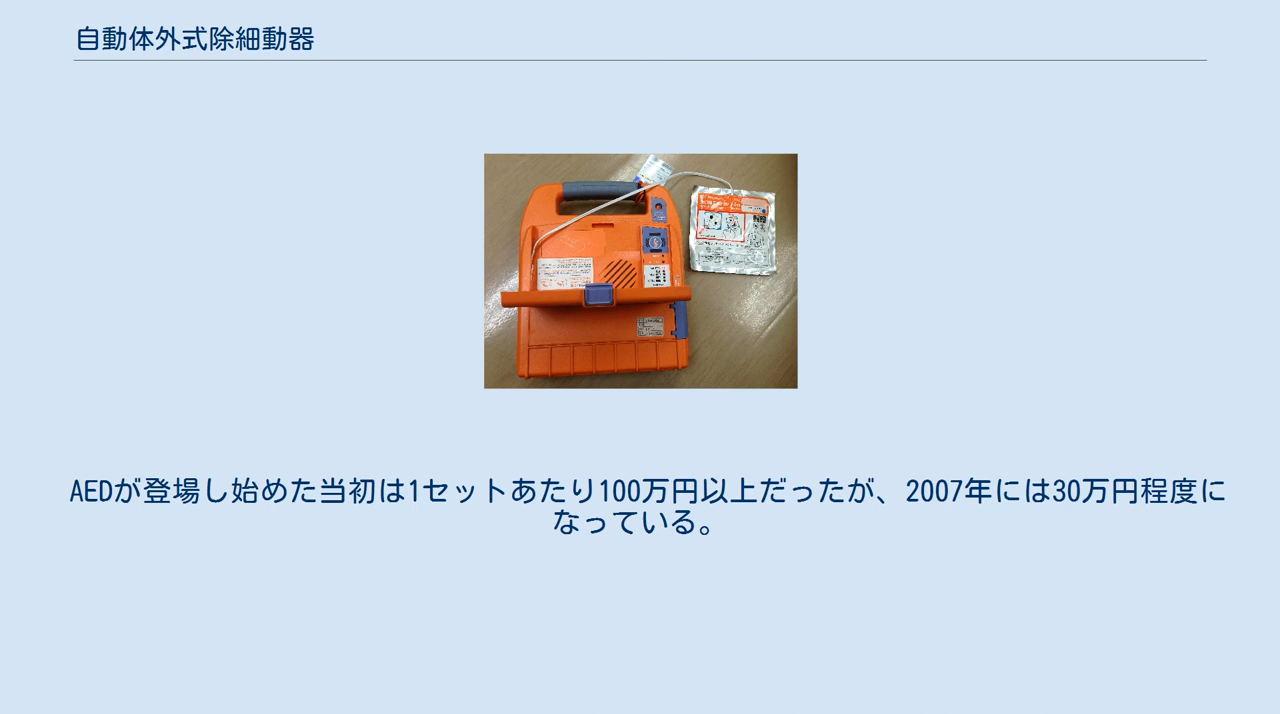 自動体外式除細動器
AEDが登場し始めた当初は1セットあたり100万円以上だったが、2007年には30万円程度に
なっている。